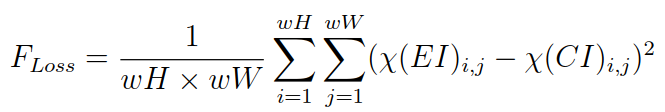 F_{Loss} = \frac{1}{wH \times wW} \sum_{i=1}^{wH} \sum_{j=1}^{wW} (\chi(EI)_{i,j} - \chi(CI)_{i,j})^2